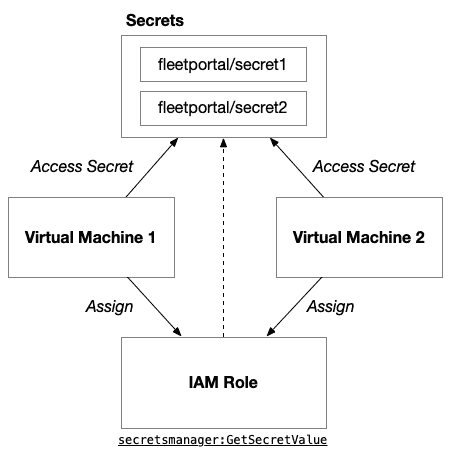 Secrets
fleetportal/secret1
fleetportal/secret2
Access Secret
Access Secret
Virtual Machine 1
Virtual Machine 2
Assign
Assign
IAM Role
secretsmanager:GetSecretValue